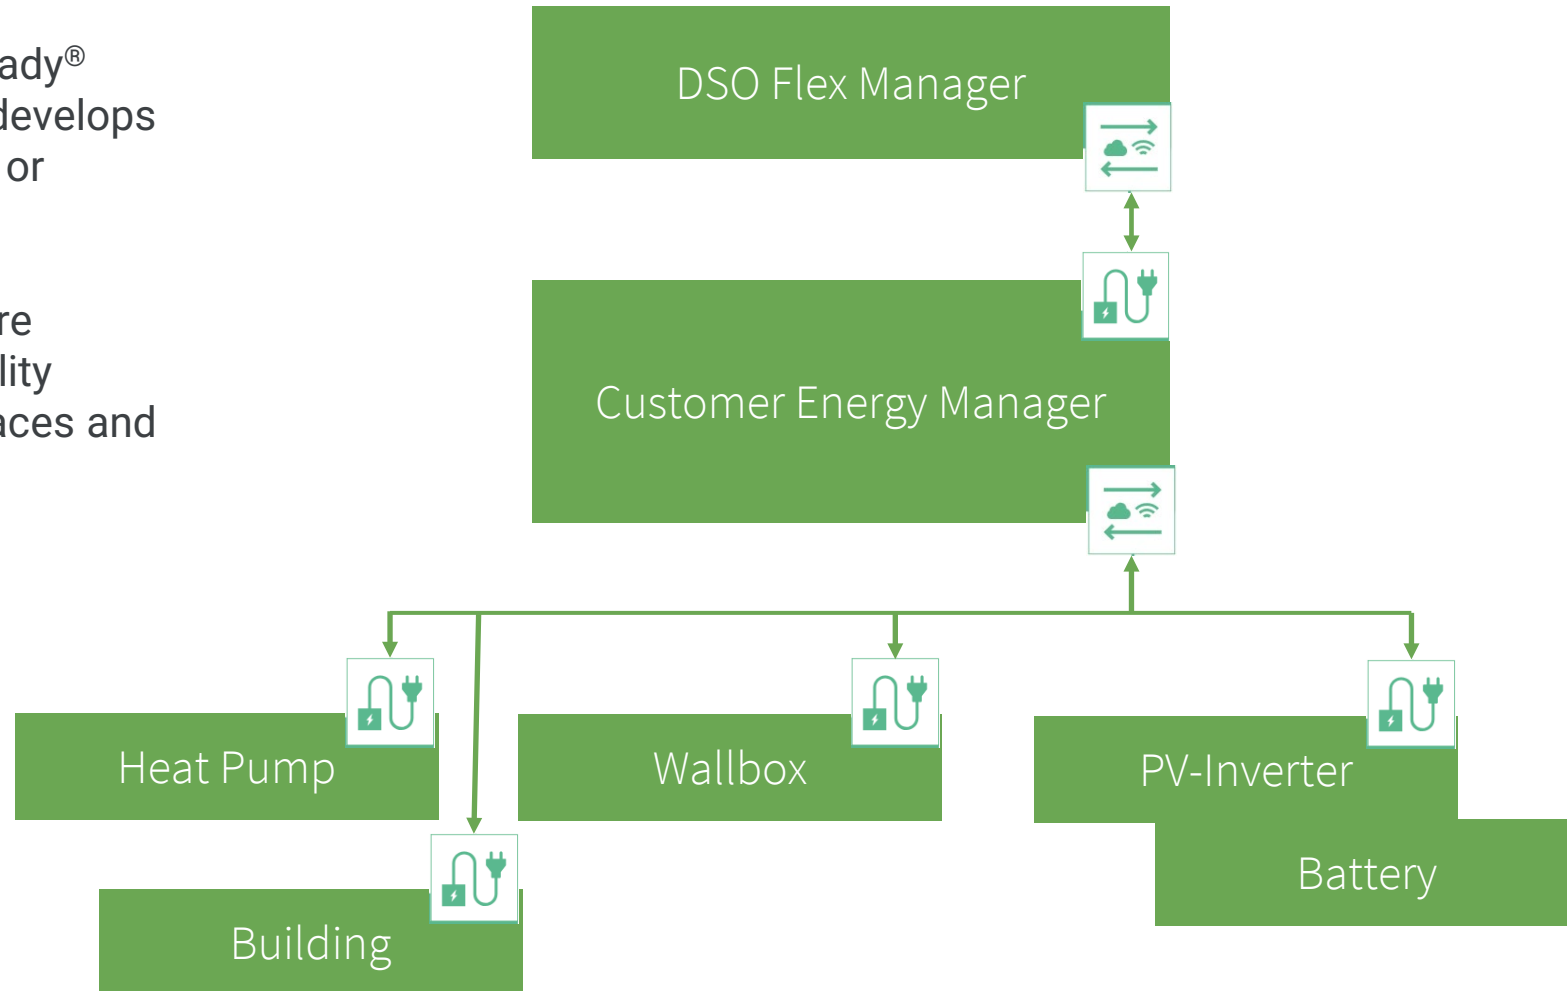 ady®
develops
or
re
lity
aces and
DSO Flex Manager
Customer Energy Manager
Heat Pump
Wallbox
PV-Inverter
Battery
Building